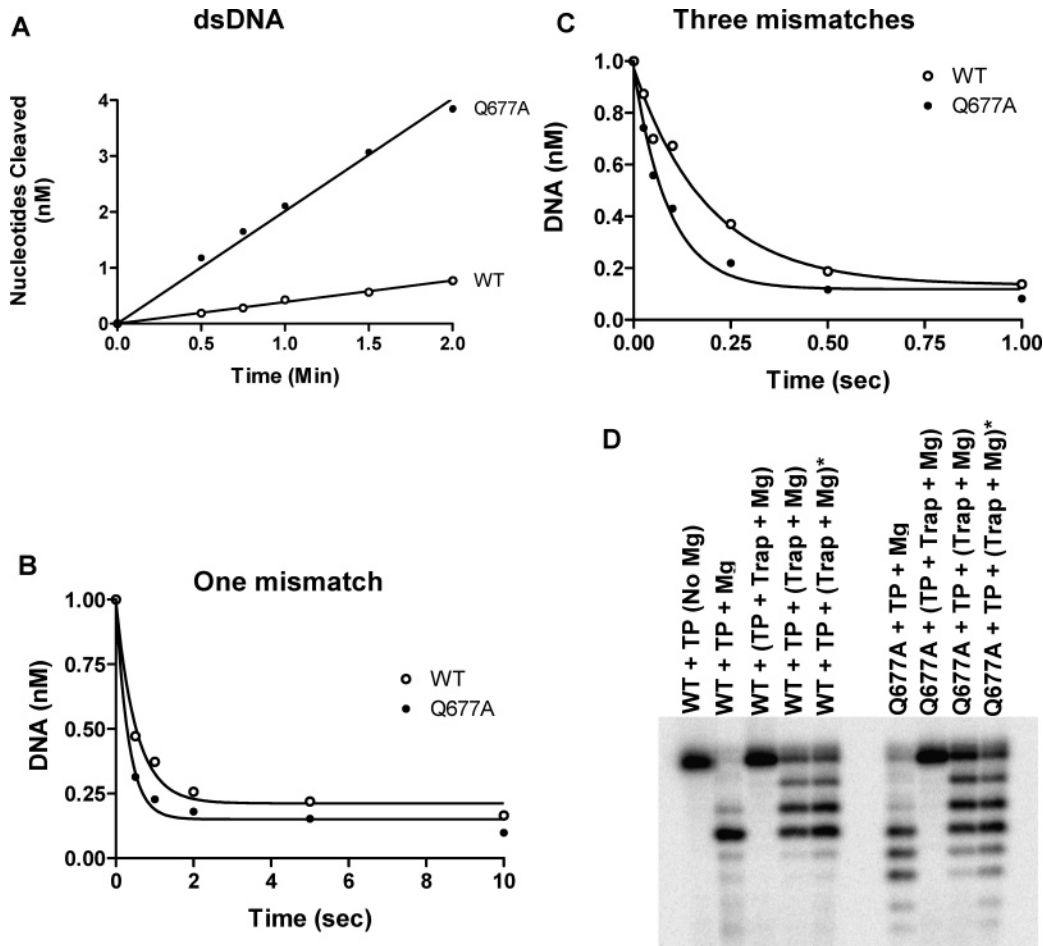 A
dsDNA
Nucleotides Cleaved
(nM)
4
3
2
1
0
0.0
0.5
1.0
1.5
2.0
Time (Min)
Q677A
WT
B
One mismatch
DNA (nM)
1.00
0.75
0.50
0.25
0.00
0
2
4
6
8
10
Time (sec)
WT
Q677A
C
Three mismatches
DNA (nM)
1.0
0.8
0.6
0.4
0.2
0.0
0.00
0.25
0.50
0.75
1.00
Time (sec)
WT
Q677A
D
WT + TP (No Mg)
WT + TP + Mg
WT + (TP + Trap + Mg)
WT + TP + (Trap + Mg)
WT + TP + (Trap + Mg)*
Q677A + TP + Mg
Q677A + (TP + Trap + Mg)
Q677A + TP + (Trap + Mg)
Q677A + TP + (Trap + Mg)*